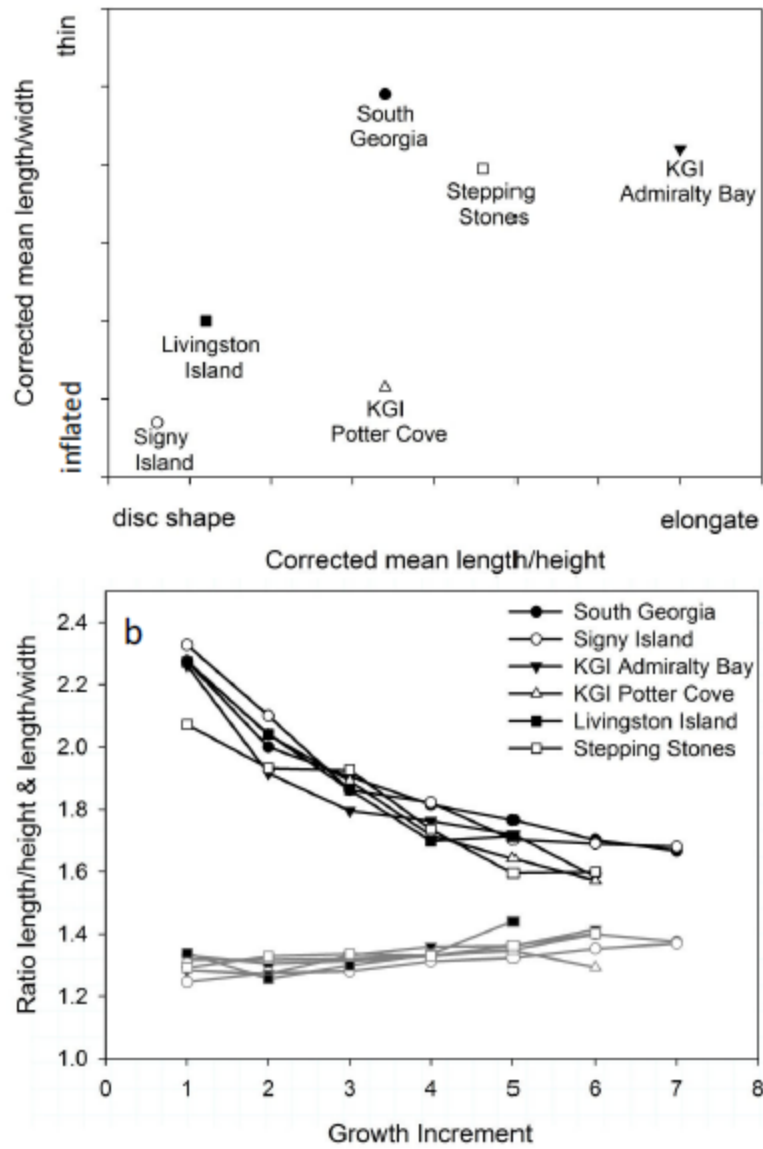 thin
Corrected mean length/width
inflated
South
Georgia
Stepping
Stones
KGI
Admiralty Bay
Livingston
Island
KGI
Potter Cove
Signy
Island
disc shape
elongate
Corrected mean length/height
b
South Georgia
Signy Island
KGI Admiralty Bay
KGI Potter Cove
Livingston Island
Stepping Stones
Ratio length/height & length/width
2.4
2.2
2.0
1.8
1.6
1.4
1.2
1.0
0 1 2 3 4 5 6 7 8
Growth Increment